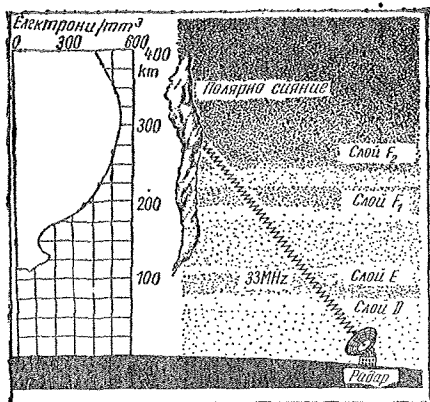 Електрони/mm³
0 300 600
400
km
Полярно сияние
300
Слой F₂
Слой F₁
200
33MHz
Слой E
100
Слой D
Радар